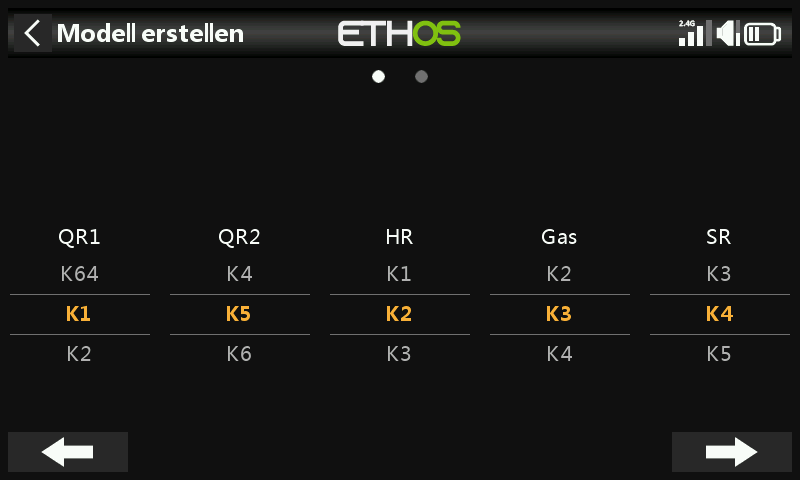 Modell erstellen
ETHOS
2.4G
QR1 QR2 HR Gas SR
K64 K4 K1 K2 K3
K1 K5 K2 K3 K4
K2 K6 K3 K4 K5